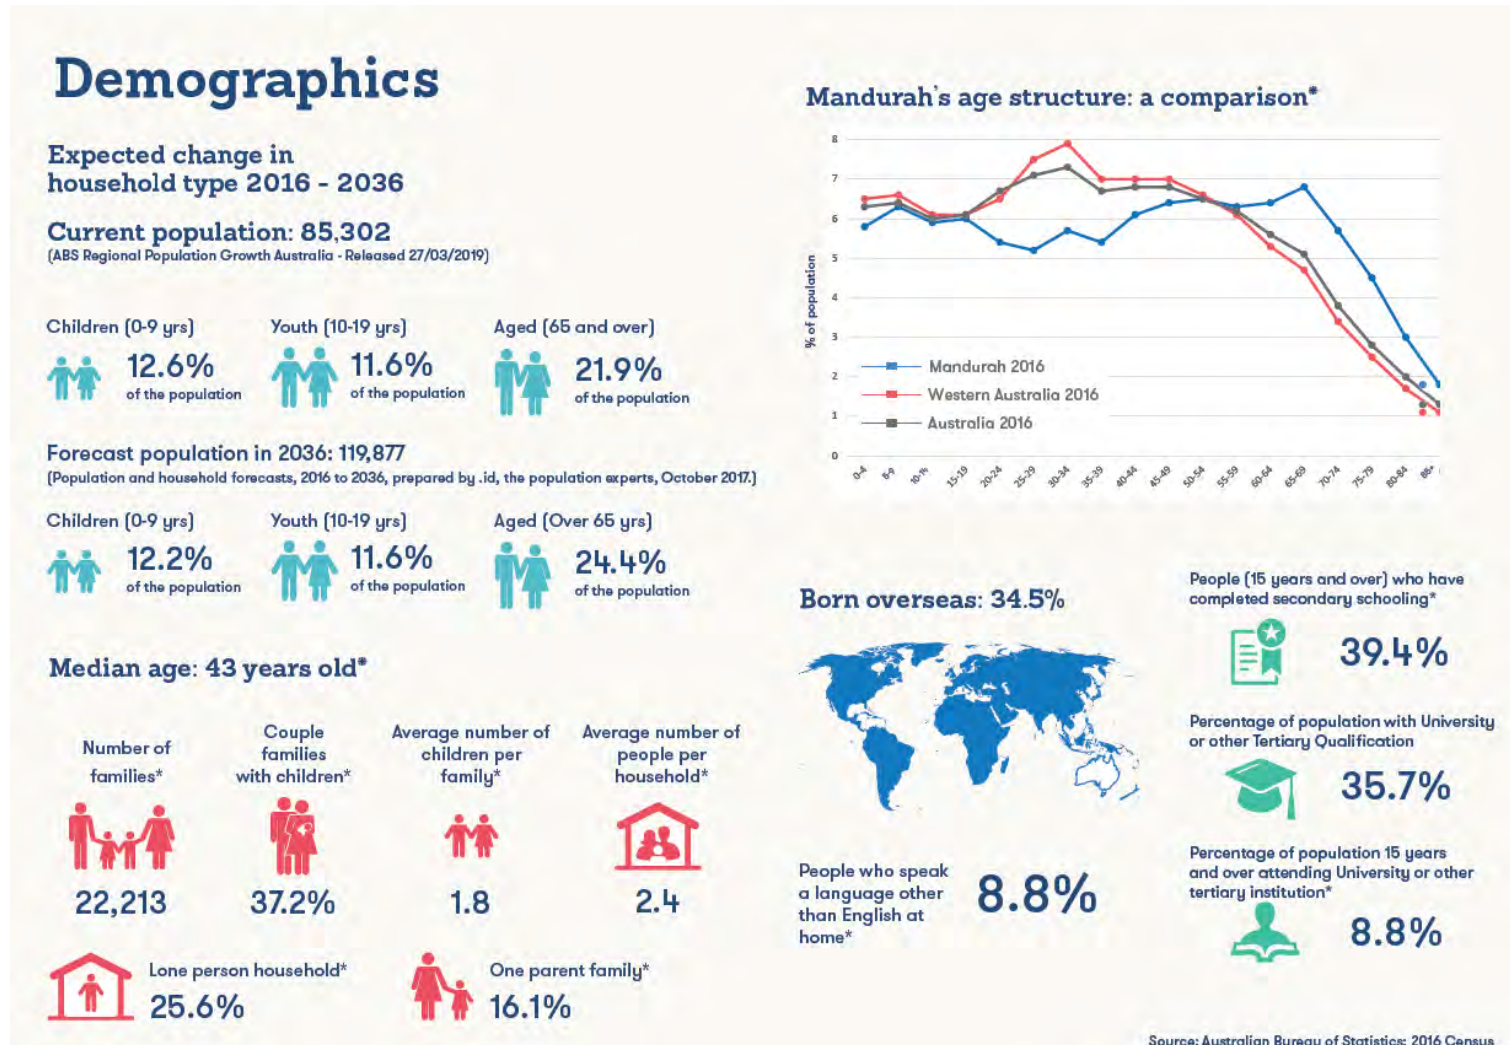 Demographics
Expected change in
household type 2016 - 2036
Current population: 85,302
(ABS Regional Population Growth Australia - Released 27/03/2019)
Children (0-9 yrs)
12.6%
of the population
Youth (10-19 yrs)
11.6%
of the population
Aged (65 and over)
21.9%
of the population
Forecast population in 2036: 119,877
(Population and household forecasts, 2016 to 2036, prepared by .id, the population experts, October 2017.)
Children (0-9 yrs)
12.2%
of the population
Youth (10-19 yrs)
11.6%
of the population
Aged (Over 65 yrs)
24.4%
of the population
Median age: 43 years old*
Number of
families*
22,213
Couple
families
with children*
37.2%
Average number of
children per
family*
1.8
Average number of
people per
household*
2.4
Lone person household*
25.6%
One parent family*
16.1%
Mandurah's age structure: a comparison*
% of population
8
7
6
5
4
3
2
1
0
Mandurah 2016
Western Australia 2016
Australia 2016
0-4
5-9
10-14
15-19
20-24
25-29
30-34
35-39
40-44
45-49
50-54
55-59
60-64
65-69
70-74
75-79
80-84
Born overseas: 34.5%
People who speak
a language other
than English at
home*
8.8%
People (15 years and over) who have
completed secondary schooling*
39.4%
Percentage of population with University
or other Tertiary Qualification
35.7%
Percentage of population 15 years
and over attending University or other
tertiary institution*
8.8%
Source: Australian Bureau of Statistics: 2016 Census